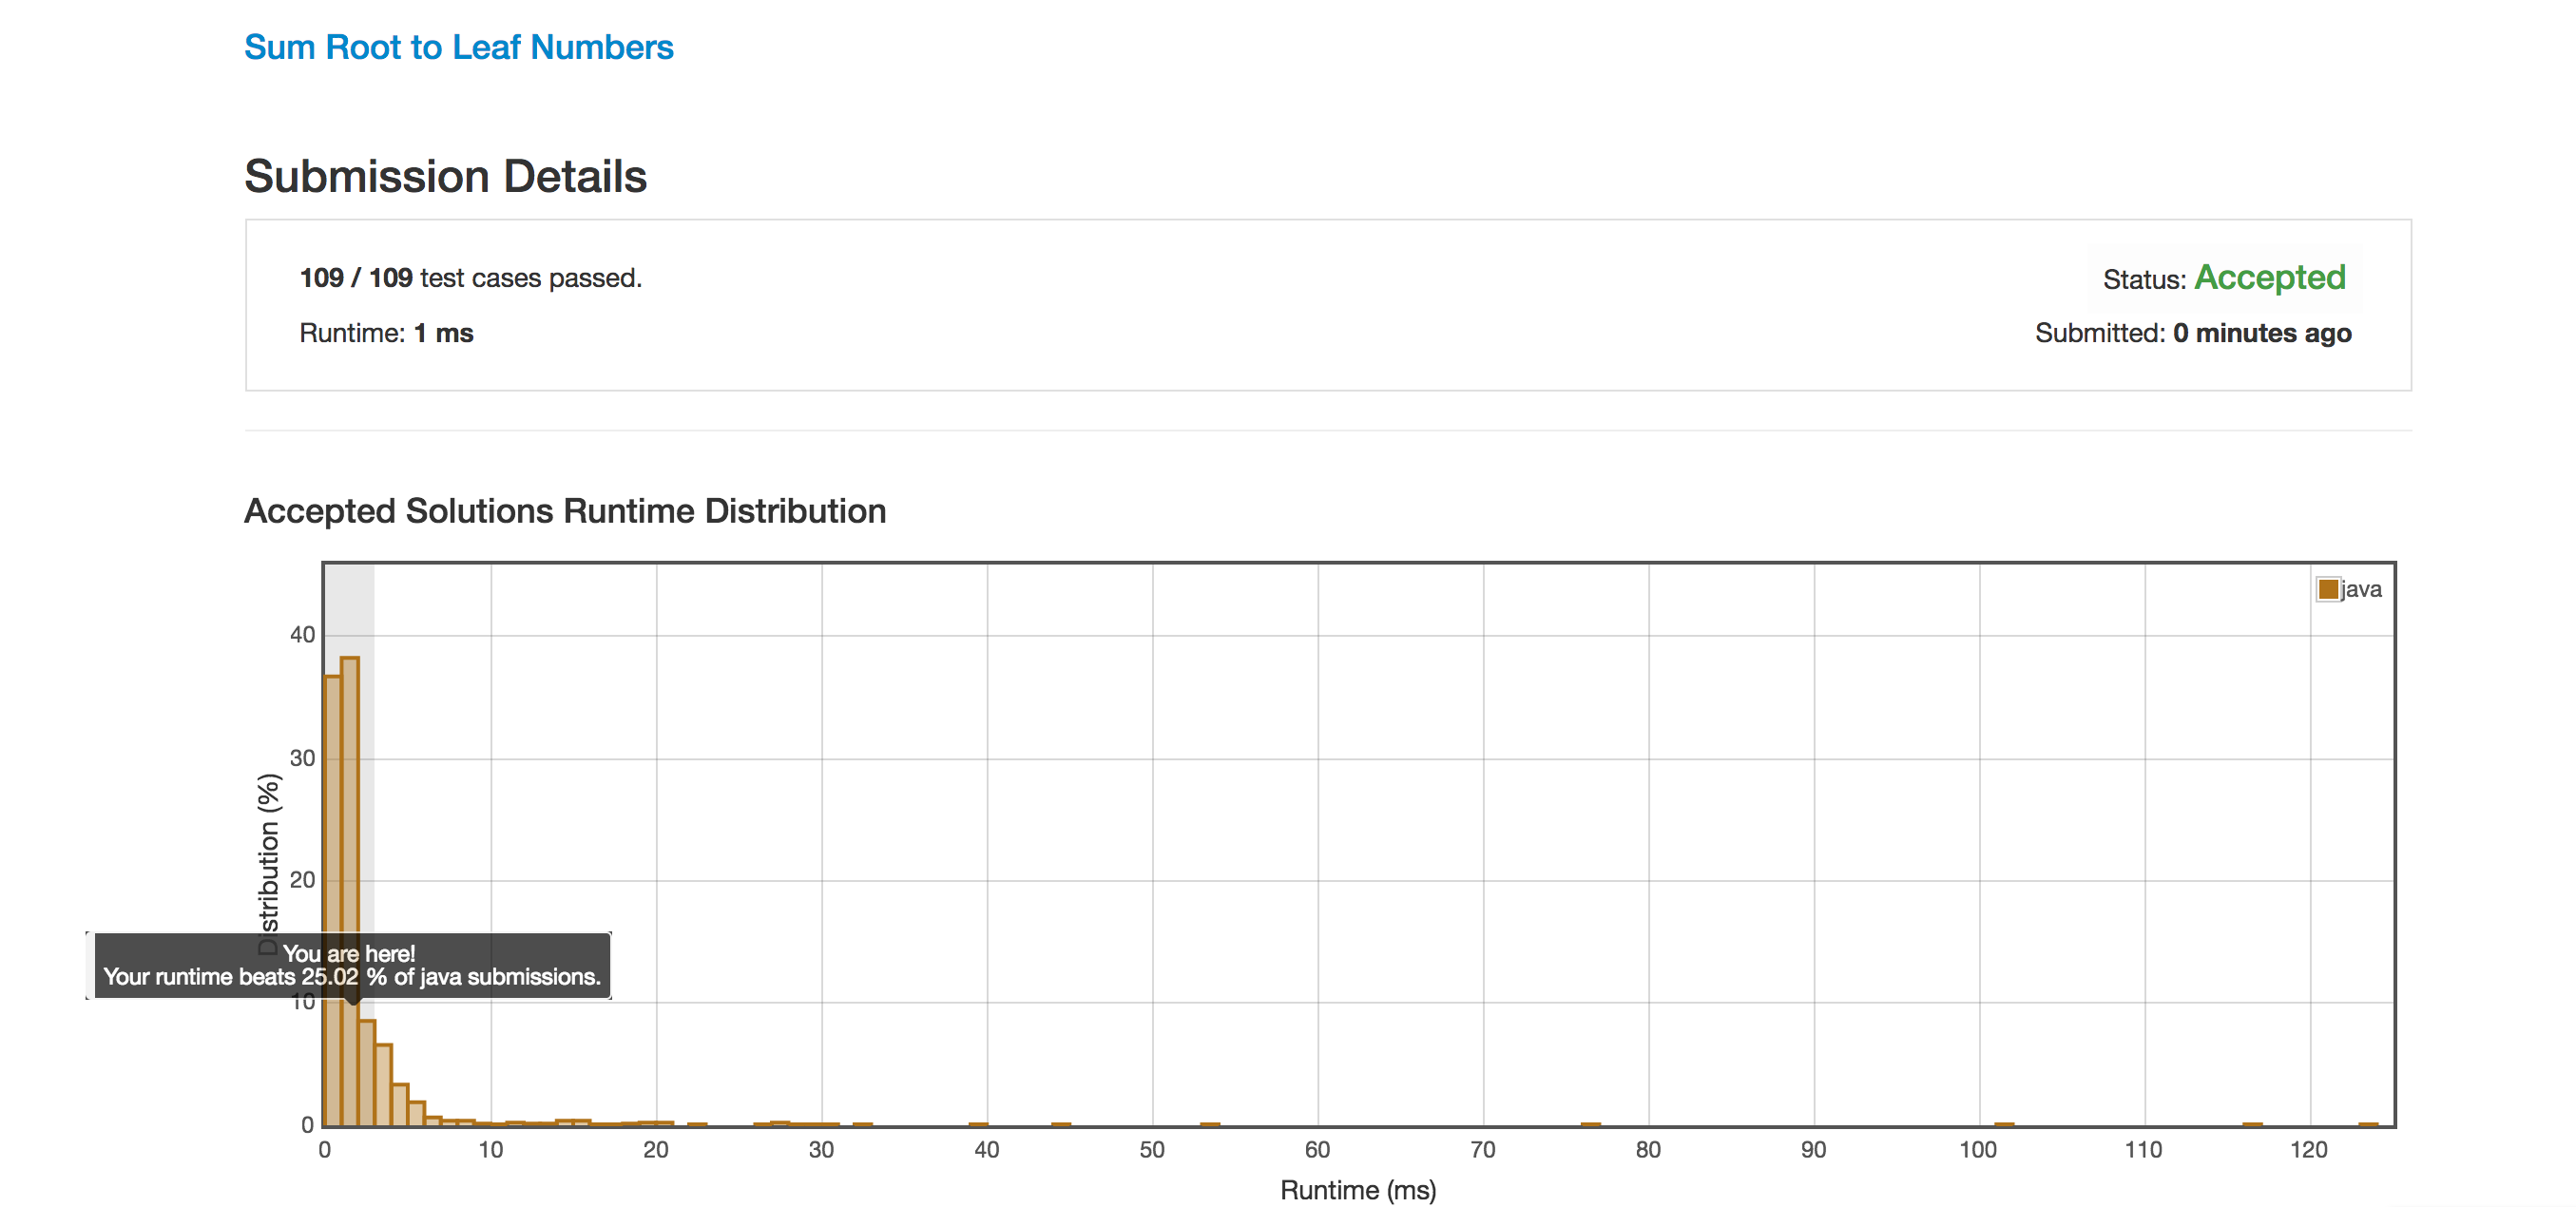 Sum Root to Leaf Numbers
Submission Details
109 / 109 test cases passed.
Status: Accepted
Runtime: 1 ms
Submitted: 0 minutes ago
Accepted Solutions Runtime Distribution
java
40
30
20
10
0
Distribution (%)
You are here!
Your runtime beats 25.02 % of java submissions.
0 10 20 30 40 50 60 70 80 90 100 110 120
Runtime (ms)